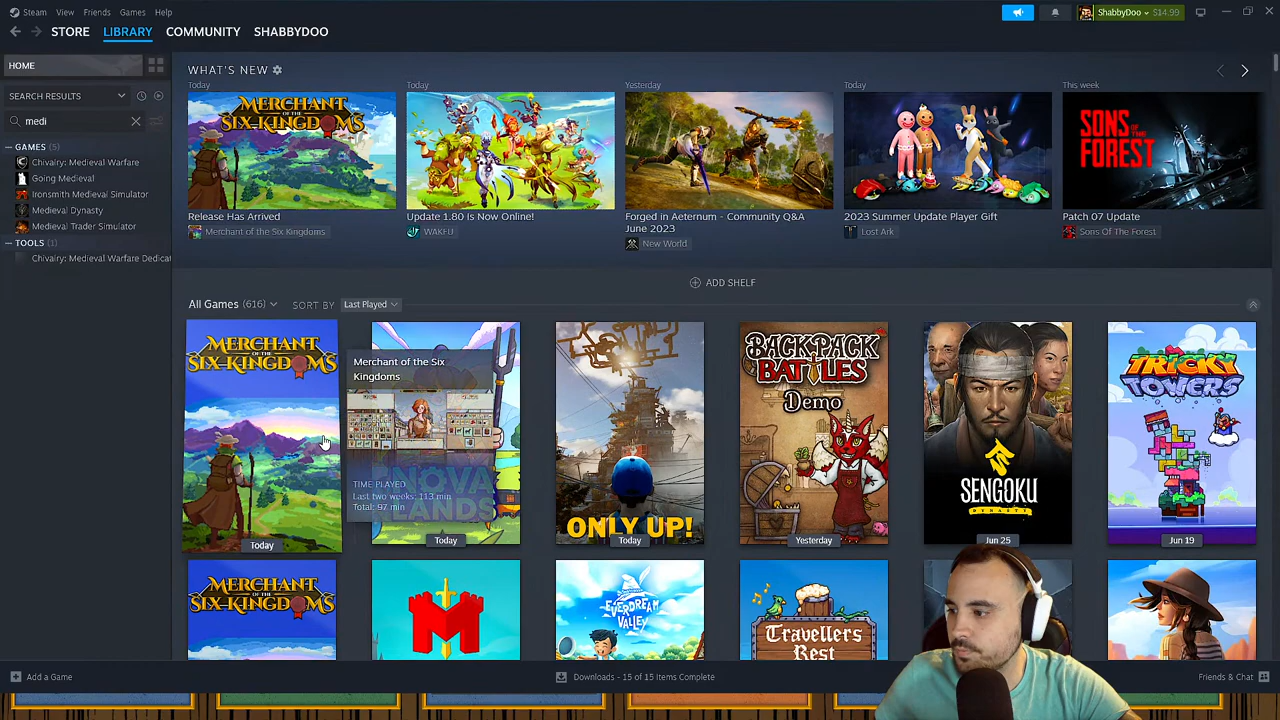 Steam View Friends Games Help
ShabbyDoo $14.99
STORE LIBRARY COMMUNITY SHABBYDOO
HOME
SEARCH RESULTS
medi
GAMES (5)
Chivalry: Medieval Warfare
Going Medieval
Ironsmith Medieval Simulator
Medieval Dynasty
Medieval Trader Simulator
TOOLS (1)
Chivalry: Medieval Warfare Dedicat
WHAT'S NEW
Today
Today
Yesterday
Today
This week
MERCHANT
OF THE
SIX-KINGDOMS
SONS
OF THE
FOREST
Release Has Arrived
Merchant of the Six Kingdoms
Update 1.80 Is Now Online!
WAKFU
Forged in Aeternum - Community Q&A
June 2023
New World
2023 Summer Update Player Gift
Lost Ark
Patch 07 Update
Sons Of The Forest
ADD SHELF
All Games (616) SORT BY Last Played
MERCHANT
OF THE
SIX-KINGDOMS
Today
Merchant of the Six
Kingdoms
TIME PLAYED
Last two weeks: 113 min
Total: 97 min
NOVA
LANDS
Today
ONLY UP!
Today
BACKPACK
BATTLES
Demo
Yesterday
SENGOKU
DYNASTY
Jun 25
TRICKY
TOWERS
Jun 19
MERCHANT
OF THE
SIX-KINGDOMS
M
EVERDREAM
VALLEY
TRAVELLERS
REST
Add a Game
Downloads - 15 of 15 Items Complete
Friends & Chat